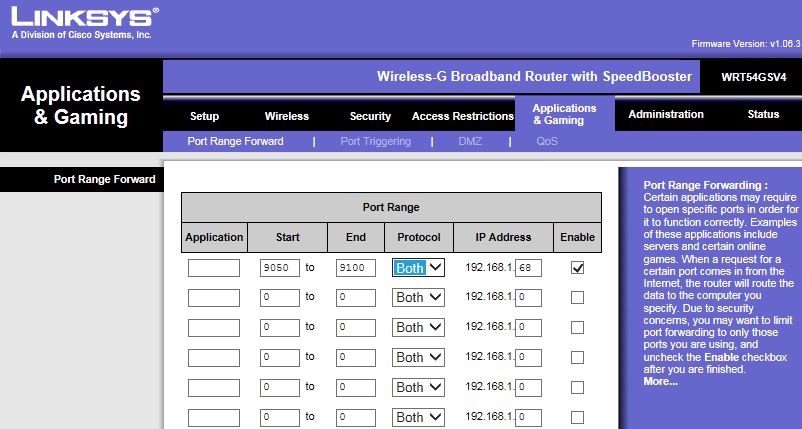 LINKSYS®
A Division of Cisco Systems, Inc.
Firmware Version: v1.06.3
Wireless-G Broadband Router with SpeedBooster WRT54GSV4
Applications
& Gaming
Setup Wireless Security Access Restrictions Applications & Gaming Administration Status
Port Range Forward | Port Triggering | DMZ | QoS
Port Range Forward
Port Range
Application Start End Protocol IP Address Enable
9050 to 9100 Both 192.168.1. 68
0 to 0 Both 192.168.1. 0
0 to 0 Both 192.168.1. 0
0 to 0 Both 192.168.1. 0
0 to 0 Both 192.168.1. 0
0 to 0 Both 192.168.1. 0
Port Range Forwarding :
Certain applications may require
to open specific ports in order for
it to function correctly. Examples
of these applications include
servers and certain online
games. When a request for a
certain port comes in from the
Internet, the router will route the
data to the computer you
specify. Due to security
concerns, you may want to limit
port forwarding to only those
ports you are using, and
uncheck the Enable checkbox
after you are finished.
More...